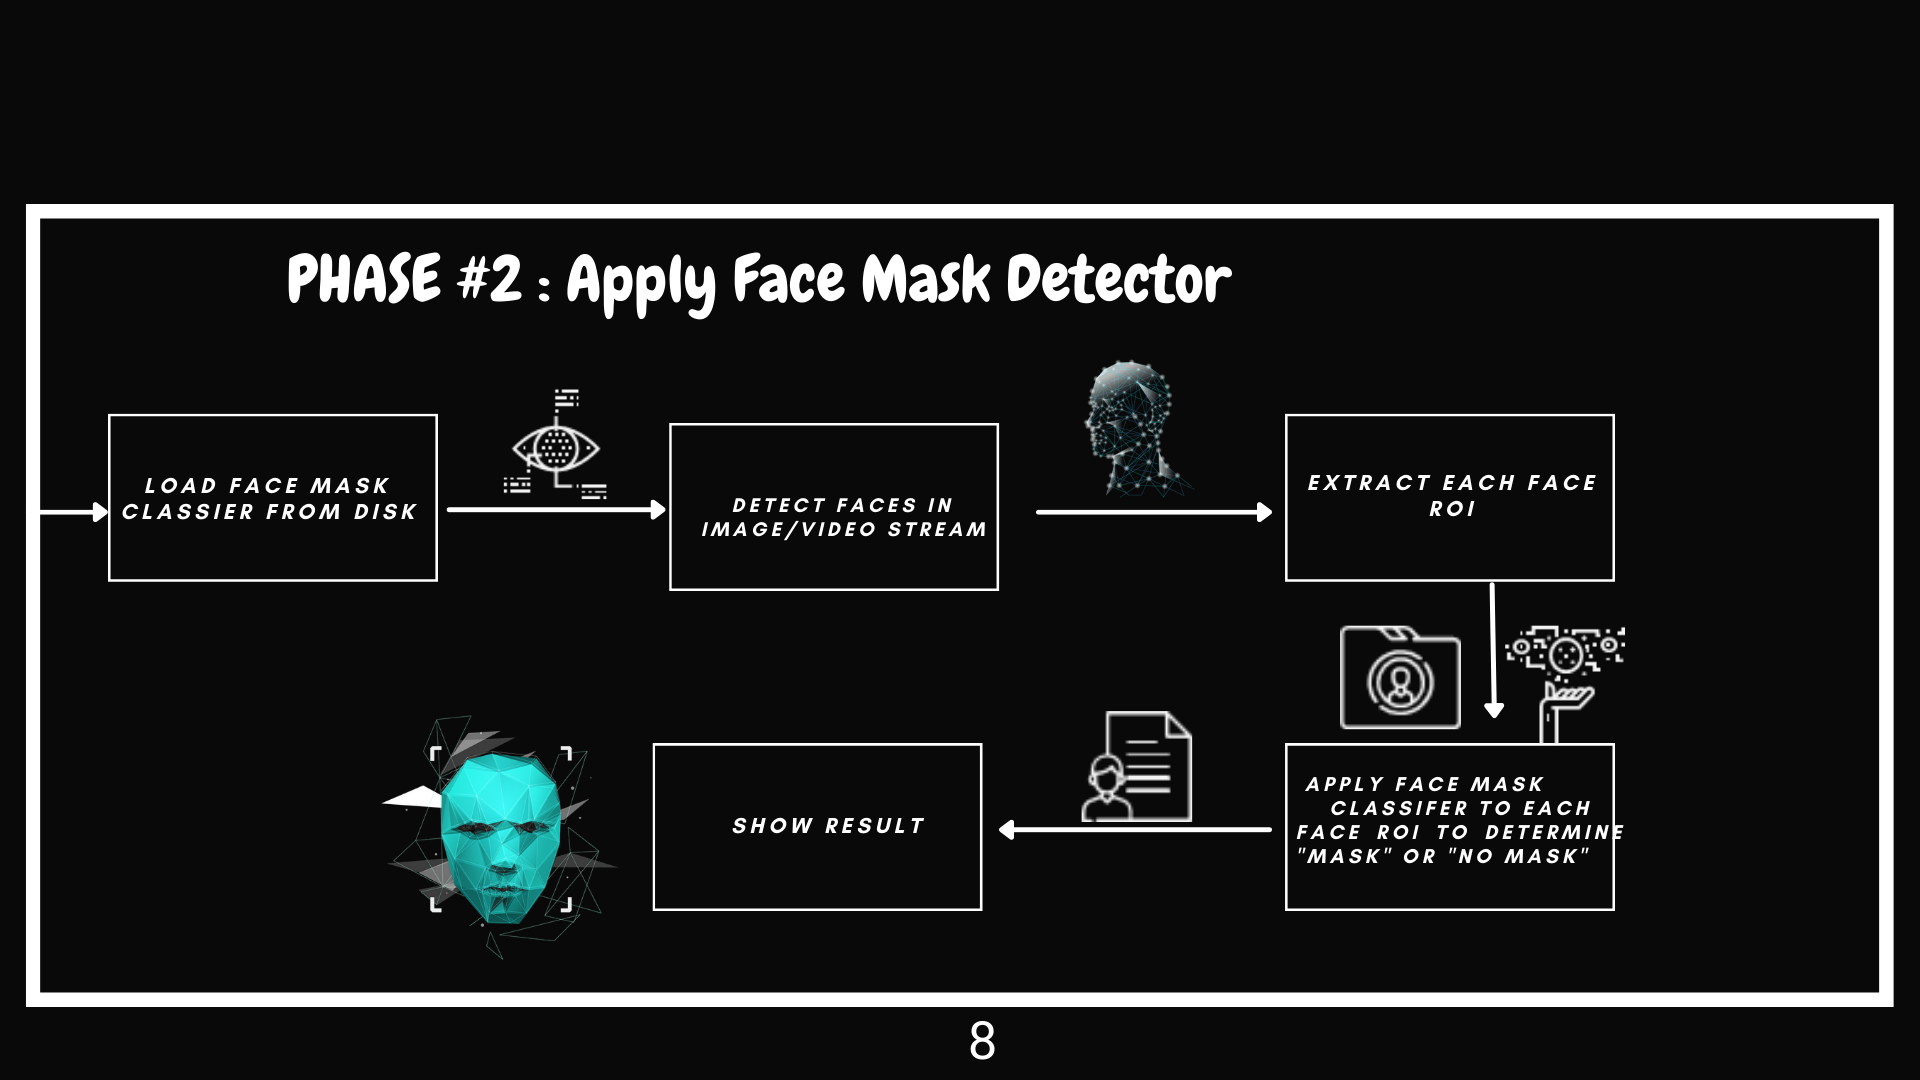 PHASE #2 : Apply Face Mask Detector
LOAD FACE MASK
CLASSIER FROM DISK
DETECT FACES IN
IMAGE/VIDEO STREAM
EXTRACT EACH FACE
ROI
APPLY FACE MASK
CLASSIFER TO EACH
FACE ROI TO DETERMINE
"MASK" OR "NO MASK"
SHOW RESULT
8